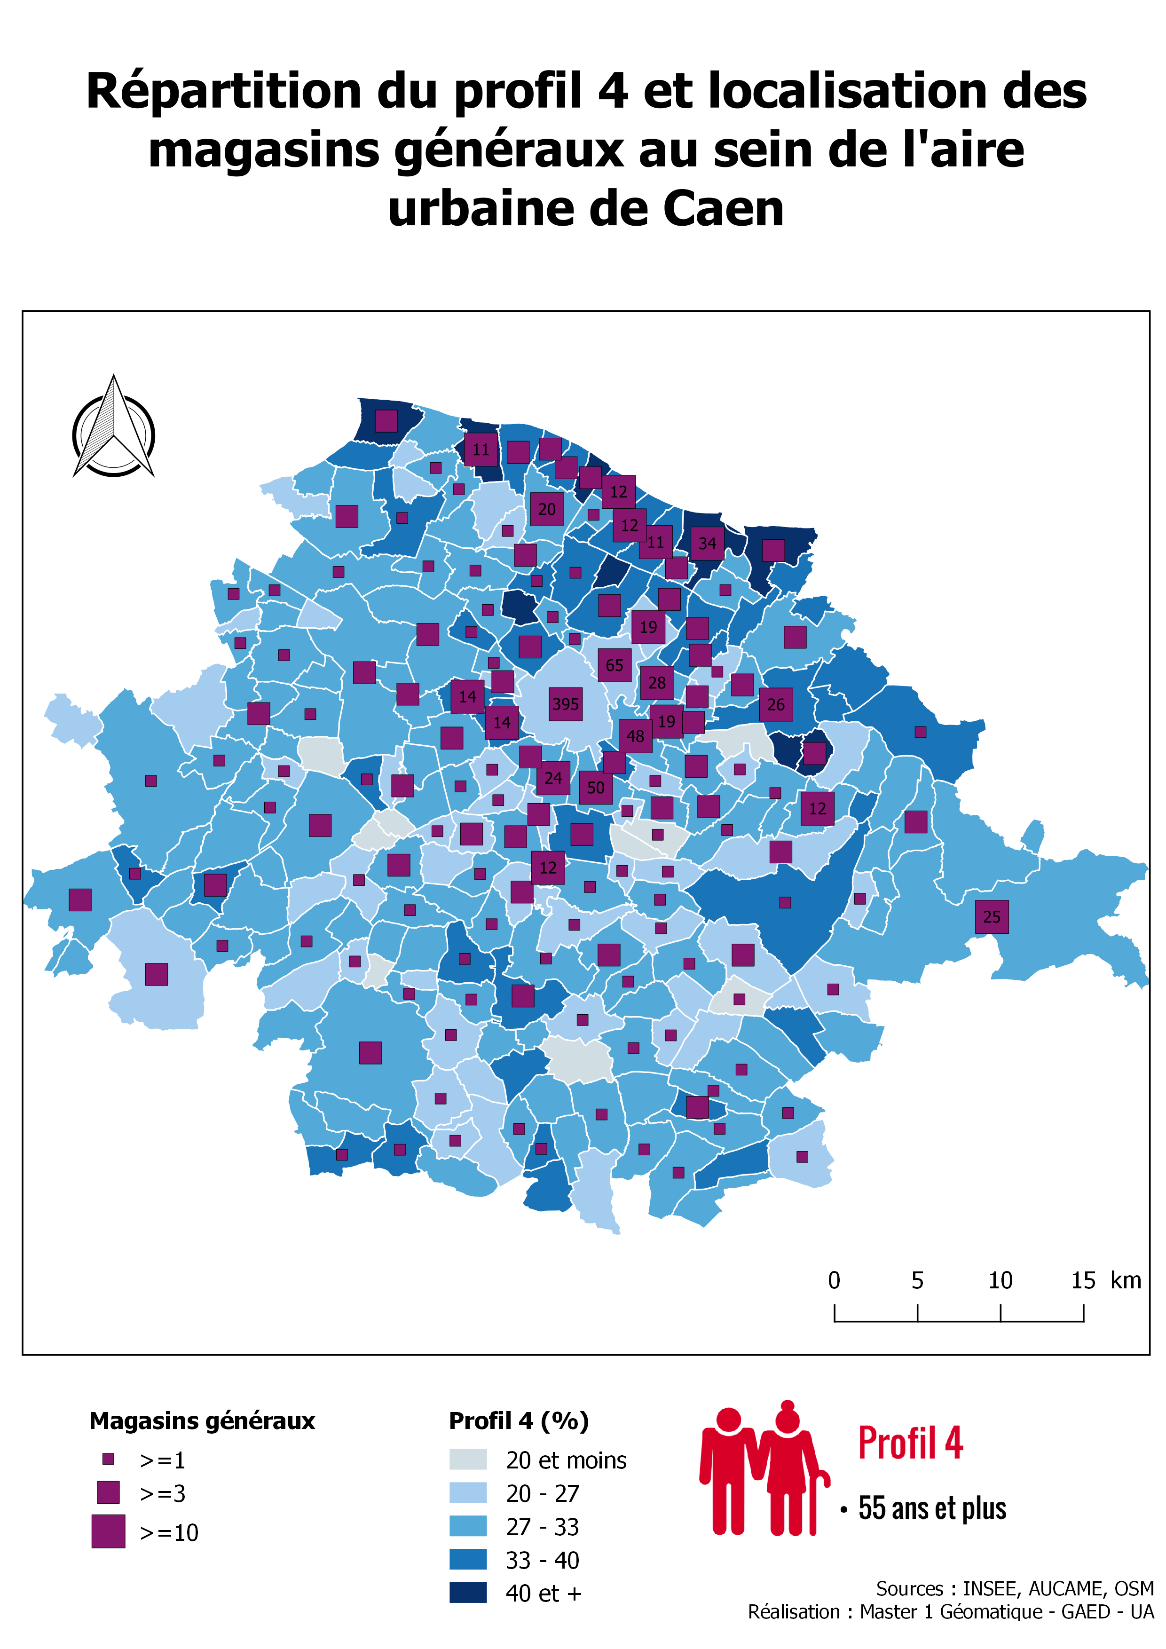 Répartition du profil 4 et localisation des
magasins généraux au sein de l'aire
urbaine de Caen
11
12
20
12
11
34
19
65
28
14
395
26
14
19
48
24
50
12
12
25
0 5 10 15 km
Magasins généraux
>=1
>=3
>=10
Profil 4 (%)
20 et moins
20 - 27
27 - 33
33 - 40
40 et +
Profil 4
• 55 ans et plus
Sources : INSEE, AUCAME, OSM
Réalisation : Master 1 Géomatique - GAED - UA